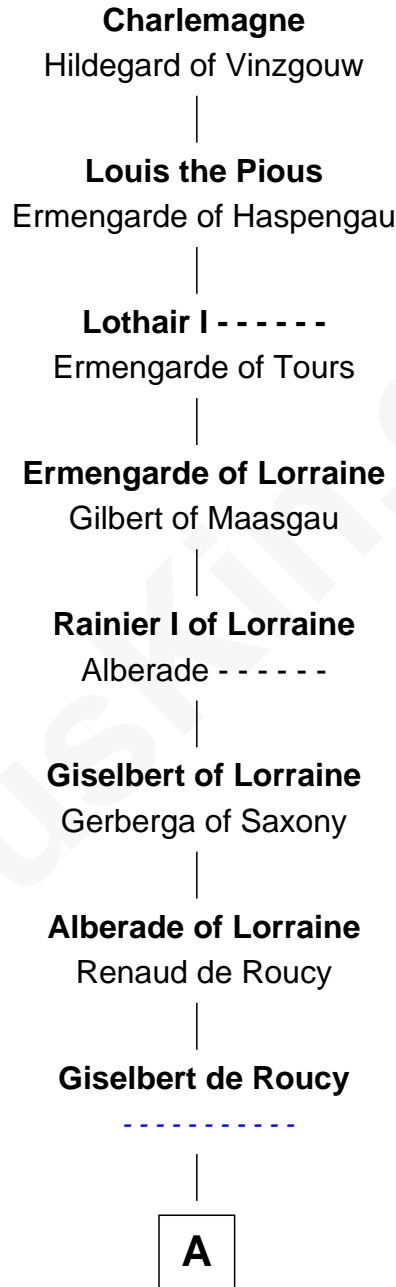 Charlemagne
Hildegard of Vinzgouw
Louis the Pious
Ermengarde of Haspengau
Lothair I - - - - - -
Ermengarde of Tours
Ermengarde of Lorraine
Gilbert of Maasgau
Rainier I of Lorraine
Alberade - - - - - -
Giselbert of Lorraine
Gerberga of Saxony
Alberade of Lorraine
Renaud de Roucy
Giselbert de Roucy
- - - - - - - - - - -
A